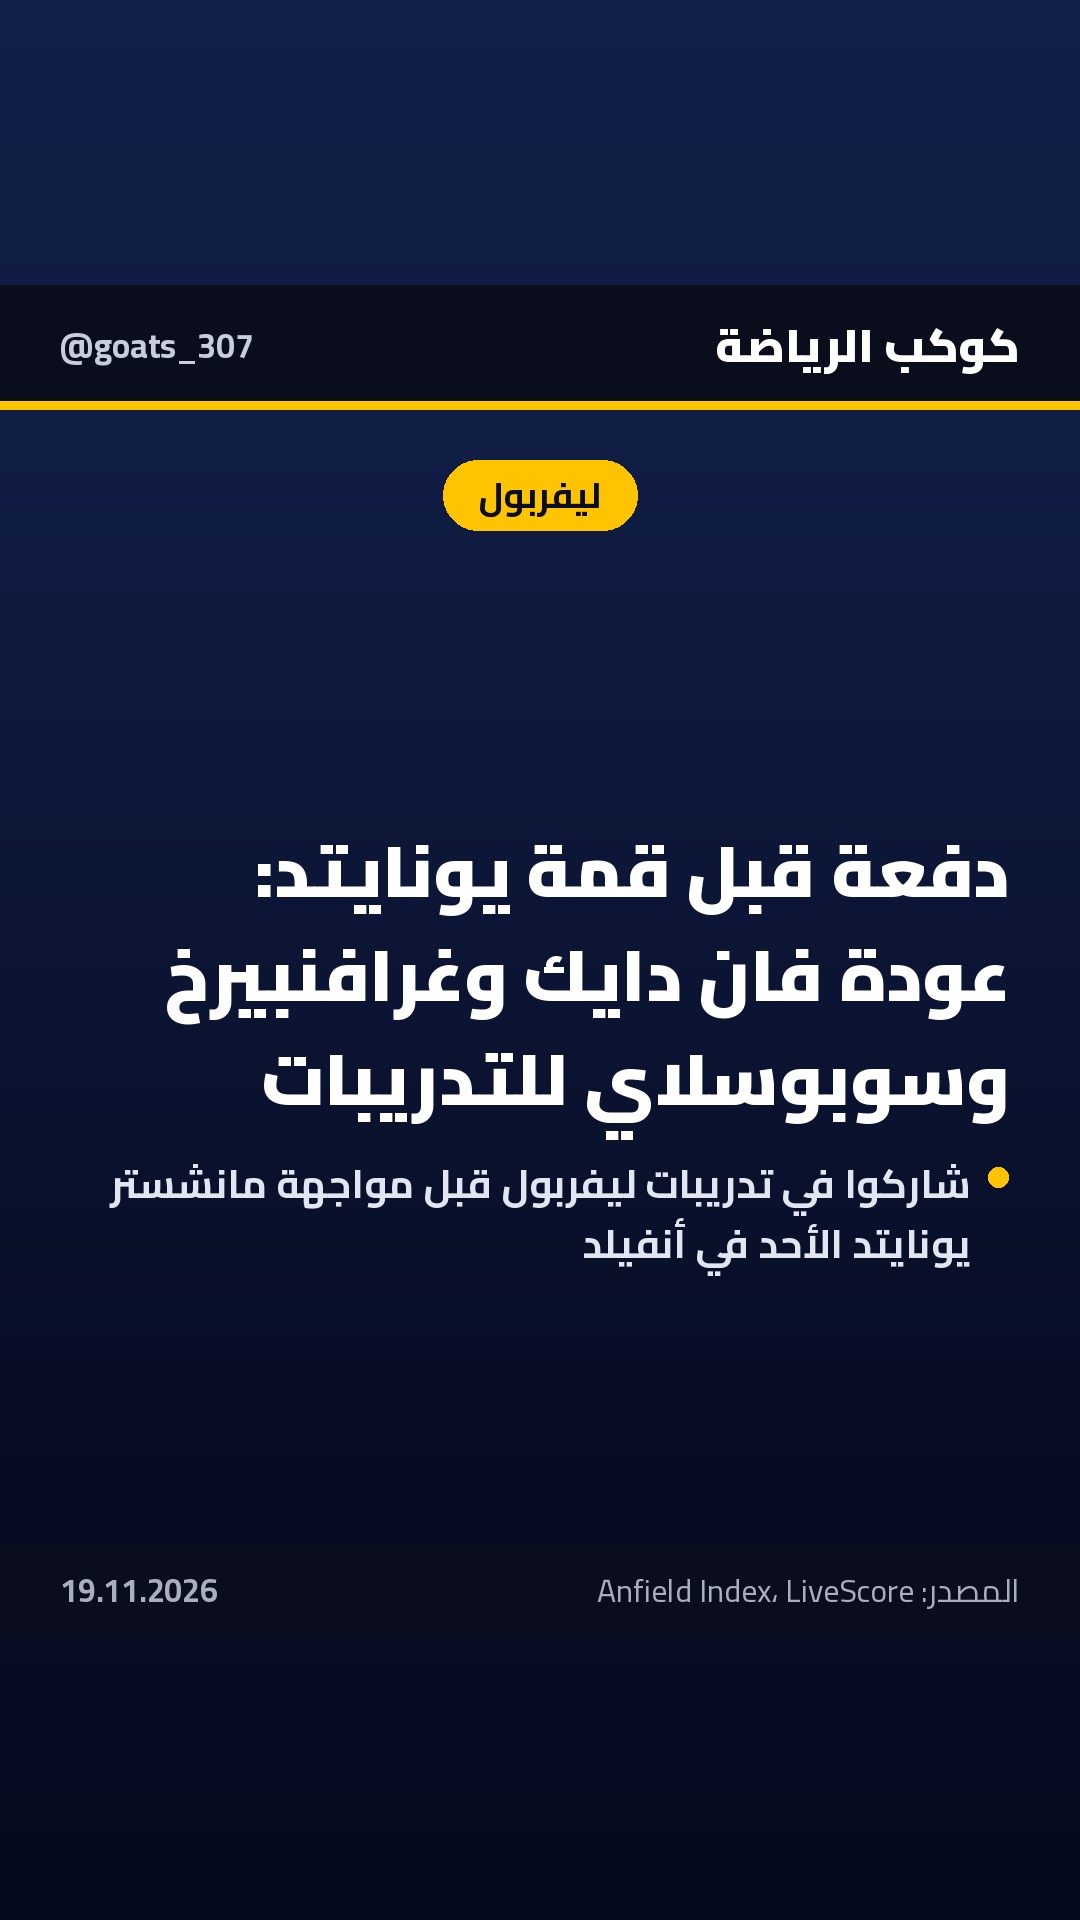 كوكب الرياضة
@goats_307
ليفربول
دفعة قبل قمة يونايتد:
عودة فان دايك وغرافنبيرخ
وسوبوسلاي للتدريبات
شاركوا في تدريبات ليفربول قبل مواجهة مانشستر
يونايتد الأحد في أنفيلد
المصدر: Anfield Index، LiveScore
19.11.2026